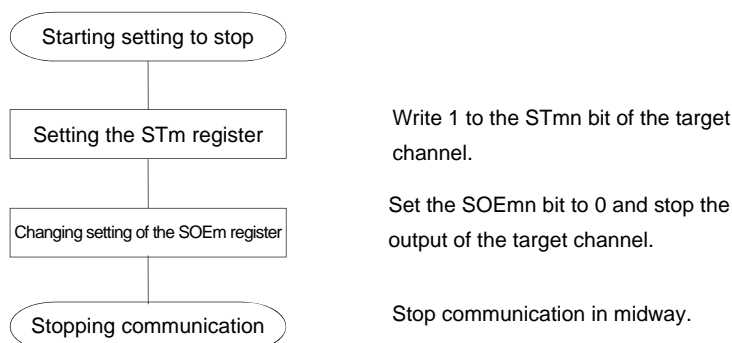 Starting setting to stop
Setting the STm register
Write 1 to the STmn bit of the target
channel.
Changing setting of the SOEm register
Set the SOEmn bit to 0 and stop the
output of the target channel.
Stopping communication
Stop communication in midway.